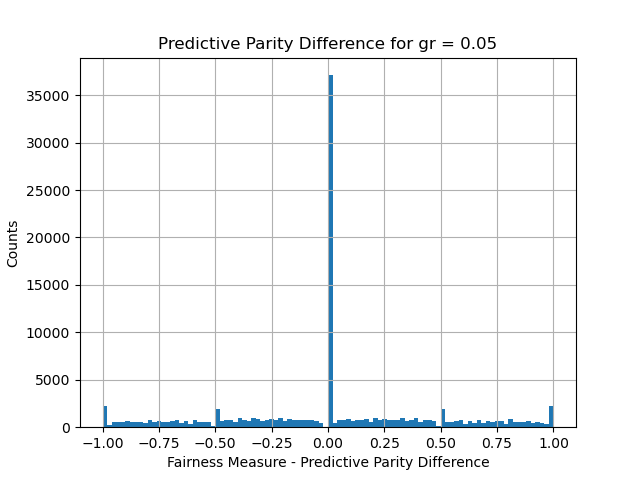 Predictive Parity Difference for gr = 0.05
35000
30000
25000
20000
15000
10000
5000
0
Counts
−1.00 −0.75 −0.50 −0.25 0.00 0.25 0.50 0.75 1.00
Fairness Measure - Predictive Parity Difference